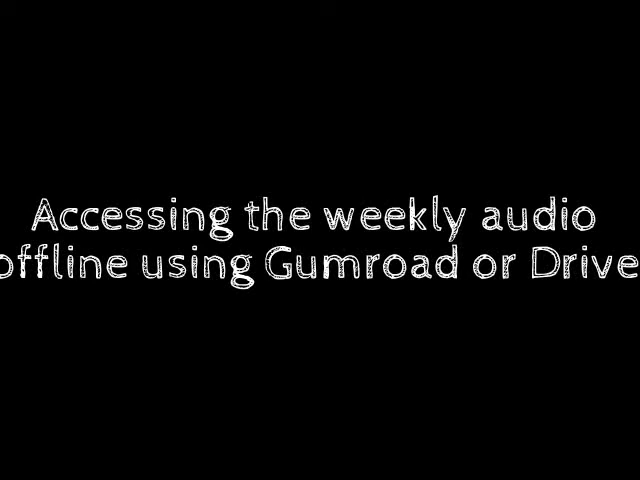 Accessing the weekly audio
offline using Gumroad or Drive